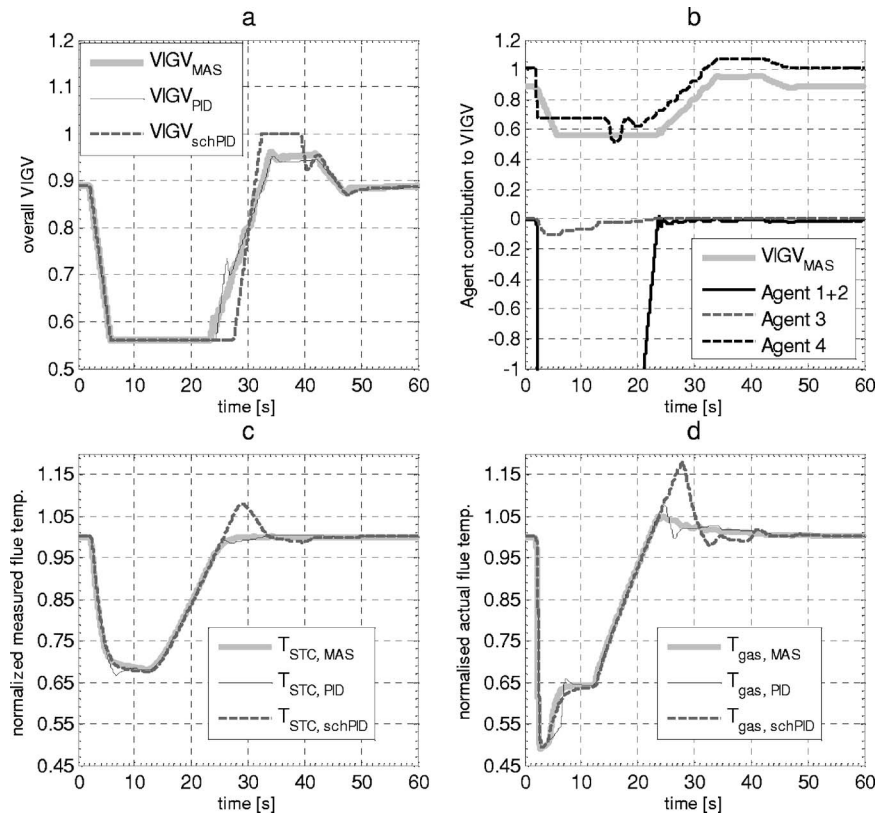 a
1.2
1.1
1
0.9
0.8
0.7
0.6
0.5
overall VIGV
VIGV_MAS
VIGV_PID
VIGV_schPID
0 10 20 30 40 50 60
time [s]
b
1.2
1
0.8
0.6
0.4
0.2
0
-0.2
-0.4
-0.6
-0.8
-1
Agent contribution to VIGV
VIGV_MAS
Agent 1+2
Agent 3
Agent 4
0 10 20 30 40 50 60
time [s]
c
1.15
1.05
0.95
0.85
0.75
0.65
0.55
0.45
normalized measured flue temp.
T_STC, MAS
T_STC, PID
T_STC, schPID
0 10 20 30 40 50 60
time [s]
d
1.15
1.05
0.95
0.85
0.75
0.65
0.55
0.45
normalised actual flue temp.
T_gas, MAS
T_gas, PID
T_gas, schPID
0 10 20 30 40 50 60
time [s]